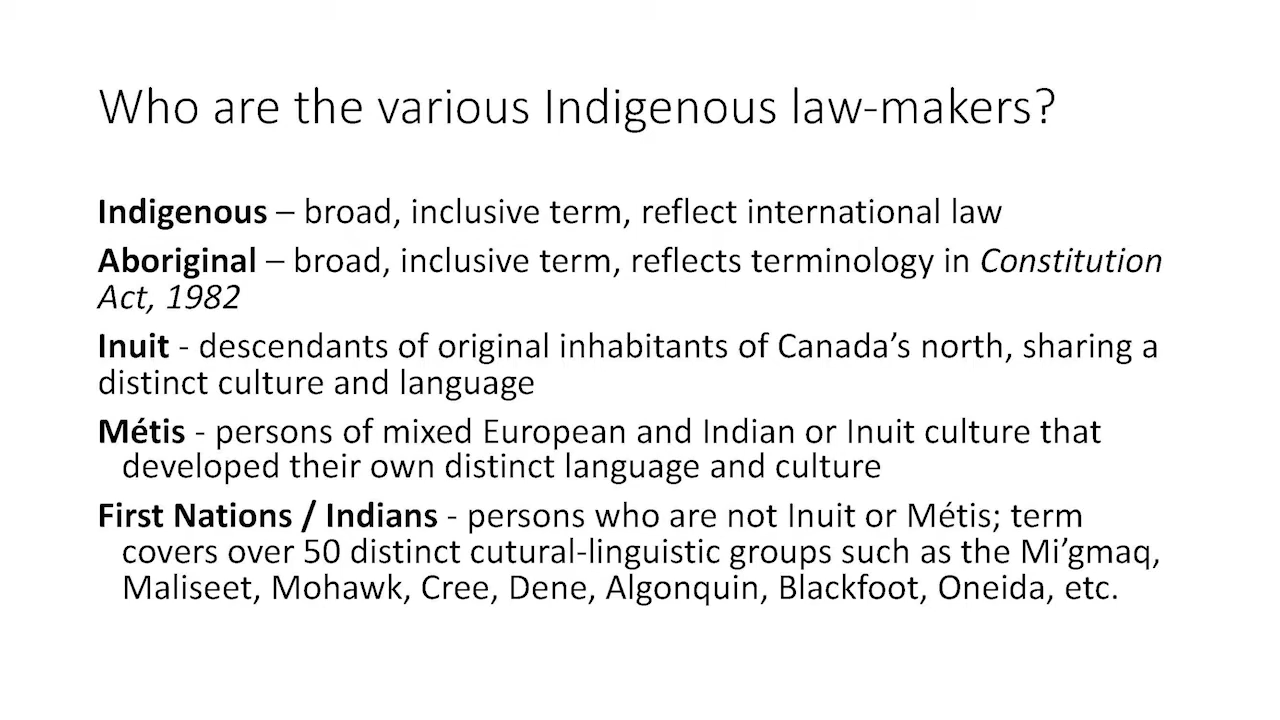 Who are the various Indigenous law-makers?
Indigenous – broad, inclusive term, reflect international law
Aboriginal – broad, inclusive term, reflects terminology in Constitution
Act, 1982
Inuit - descendants of original inhabitants of Canada’s north, sharing a
distinct culture and language
Métis - persons of mixed European and Indian or Inuit culture that
developed their own distinct language and culture
First Nations / Indians - persons who are not Inuit or Métis; term
covers over 50 distinct cutural-linguistic groups such as the Mi’gmaq,
Maliseet, Mohawk, Cree, Dene, Algonquin, Blackfoot, Oneida, etc.